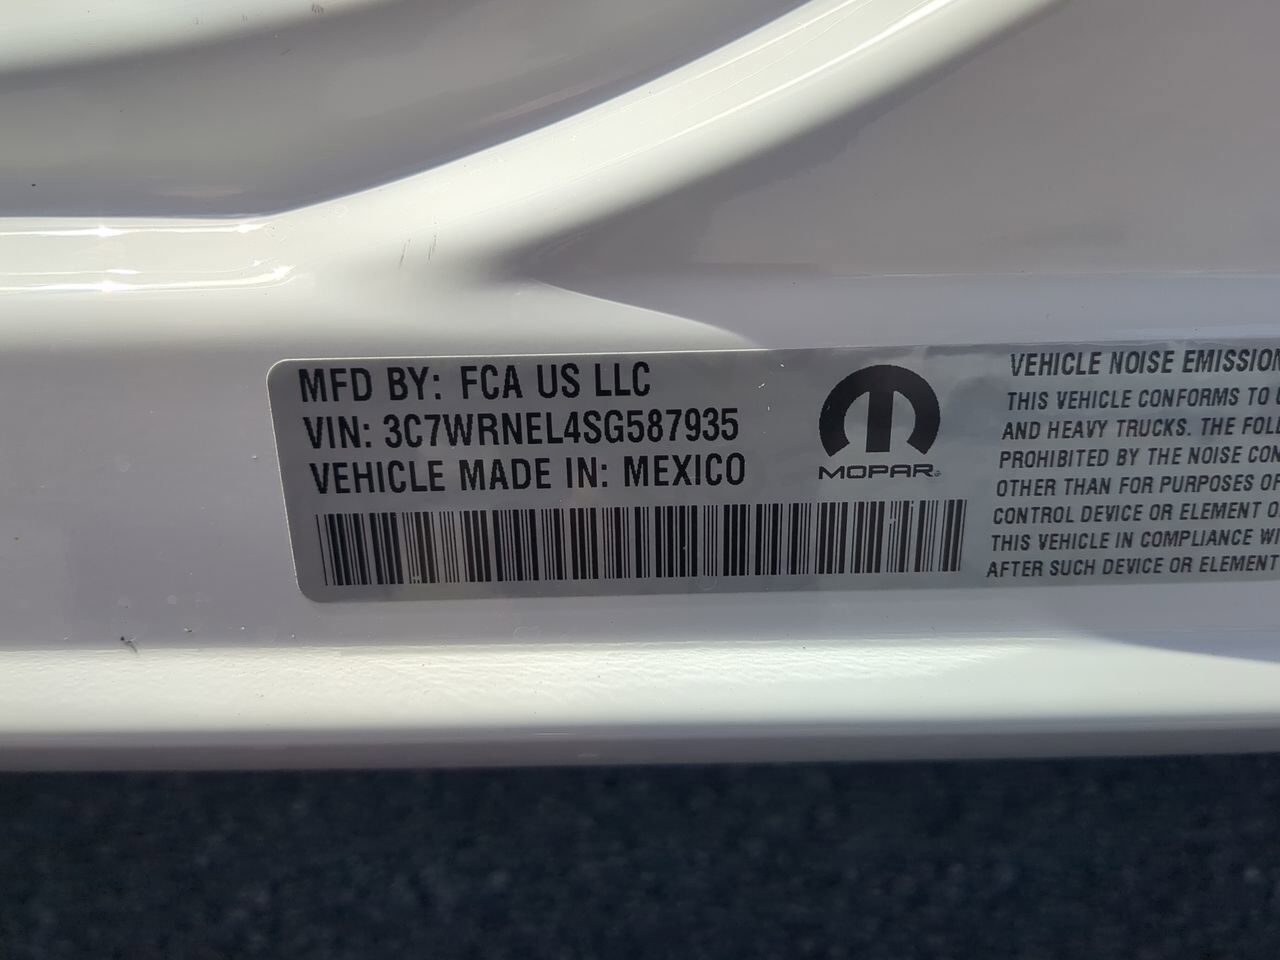 MFD BY: FCA US LLC
VIN: 3C7WRNEL4SG587935
VEHICLE MADE IN: MEXICO
MOPAR
VEHICLE NOISE EMISSION
THIS VEHICLE CONFORMS TO
AND HEAVY TRUCKS. THE
PROHIBITED BY THE NOISE
OTHER THAN FOR PURPOSES OF
CONTROL DEVICE OR ELEMENT
THIS VEHICLE IN COMPLIANCE
AFTER SUCH DEVICE OR ELEMENT